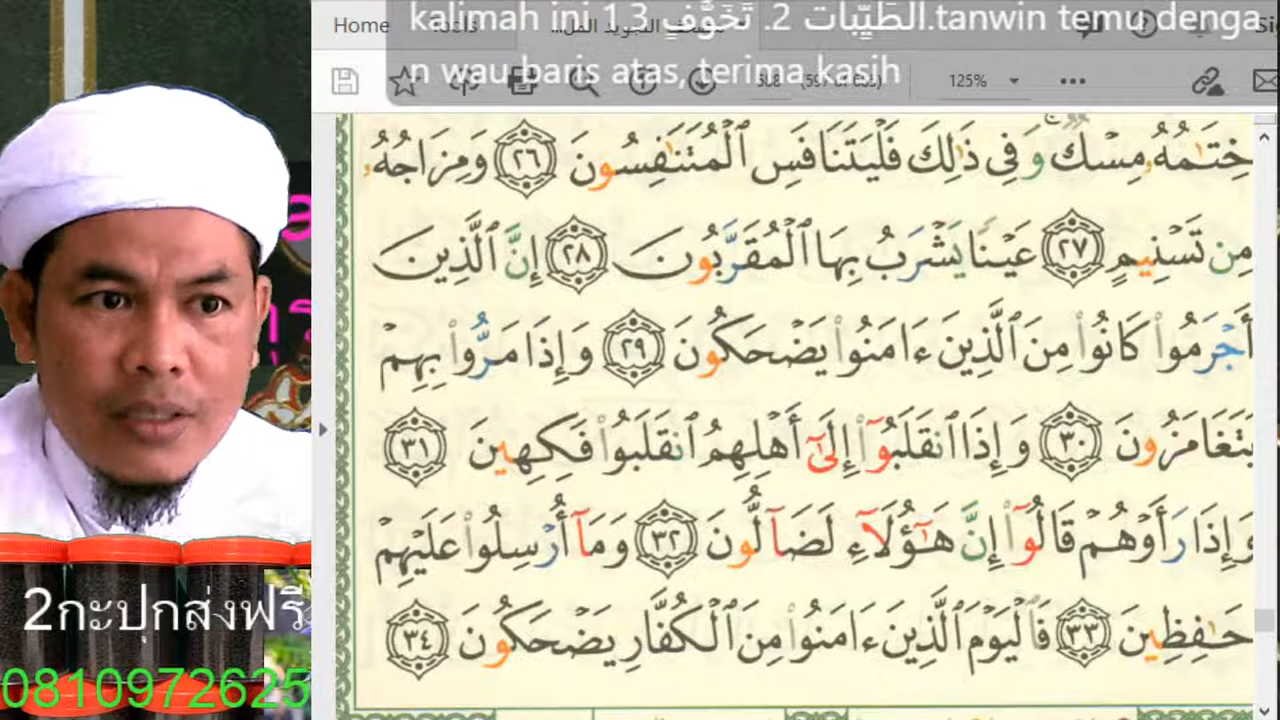 kalimah ini 1.الطَّيِّبات 2. تَخَوُّفٍ 3.tanwin temu denga
n wau baris atas, terima kasih
Home
125%
خِتَـٰمُهُۥ مِسْكٌ وَفِى ذَٰلِكَ فَلْيَتَنَافَسِ ٱلْمُتَنَـٰفِسُونَ ٢٦ وَمِزَاجُهُۥ
مِن تَسْنِيمٍ ٢٧ عَيْنًا يَشْرَبُ بِهَا ٱلْمُقَرَّبُونَ ٢٨ إِنَّ ٱلَّذِينَ
أَجْرَمُوا۟ كَانُوا۟ مِنَ ٱلَّذِينَ ءَامَنُوا۟ يَضْحَكُونَ ٢٩ وَإِذَا مَرُّوا۟ بِهِمْ
يَتَغَامَزُونَ ٣٠ وَإِذَا ٱنقَلَبُوٓا۟ إِلَىٰٓ أَهْلِهِمُ ٱنقَلَبُوا۟ فَكِهِينَ ٣١
وَإِذَا رَأَوْهُمْ قَالُوٓا۟ إِنَّ هَـٰٓؤُلَآءِ لَضَآلُّونَ ٣٢ وَمَآ أُرْسِلُوا۟ عَلَيْهِمْ
حَـٰفِظِينَ ٣٣ فَٱلْيَوْمَ ٱلَّذِينَ ءَامَنُوا۟ مِنَ ٱلْكُفَّارِ يَضْحَكُونَ ٣٤
2กะปุกส่งฟรี
0810972625